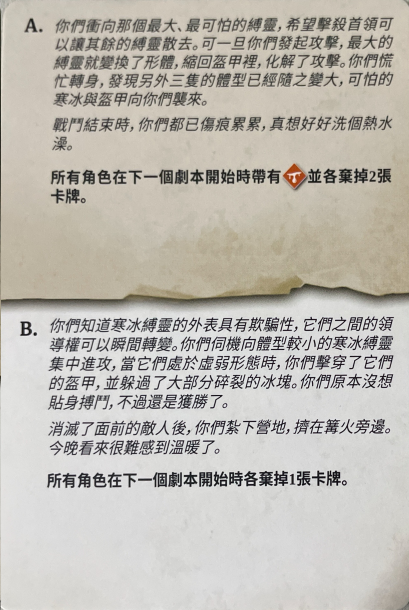 A. 你們衝向那個最大、最可怕的縛靈，希望擊殺首領可
以讓其餘的縛靈散去。可一旦你們發起攻擊，最大的
縛靈就變換了形體，縮回盔甲裡，化解了攻擊。你們慌
忙轉身，發現另外三隻的體型已經隨之變大，可怕的
寒冰與盔甲向你們襲來。
戰鬥結束時，你們都已傷痕累累，真想好好洗個熱水
澡。
所有角色在下一個劇本開始時帶有並各棄掉2張
卡牌。
B. 你們知道寒冰縛靈的外表具有欺騙性，它們之間的領
導權可以瞬間轉變。你們伺機向體型較小的寒冰縛靈
集中進攻，當它們處於虛弱形態時，你們擊穿了它們
的盔甲，並躲過了大部分碎裂的冰塊。你們原本沒想
貼身搏鬥，不過還是獲勝了。
消滅了面前的敵人後，你們紮下營地，擠在篝火旁邊。
今晚看來很難感到溫暖了。
所有角色在下一個劇本開始時各棄掉1張卡牌。